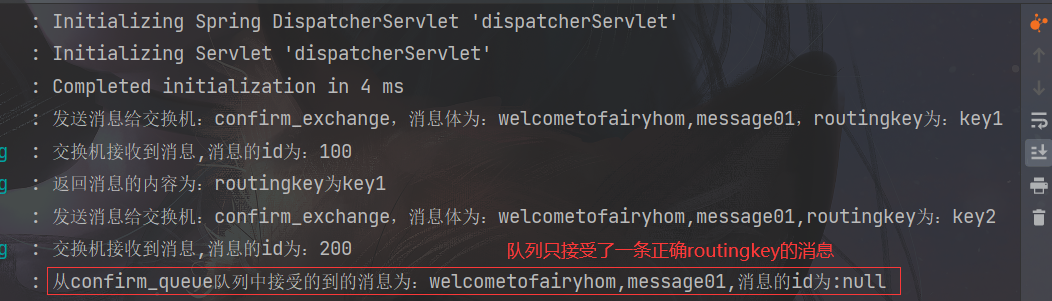 : Initializing Spring DispatcherServlet 'dispatcherServlet'
: Initializing Servlet 'dispatcherServlet'
: Completed initialization in 4 ms
: 发送消息给交换机：confirm_exchange，消息体为：welcometofairyhom,message01，routingkey为：key1
g : 交换机接收到消息,消息的id为：100
g : 返回消息的内容为：routingkey为key1
: 发送消息给交换机：confirm_exchange，消息体为：welcometofairyhom,message01,routingkey为：key2
g : 交换机接收到消息,消息的id为：200
队列只接受了一条正确routingkey的消息
: 从confirm_queue队列中接受的到的消息为：welcometofairyhom,message01,消息的id为:null